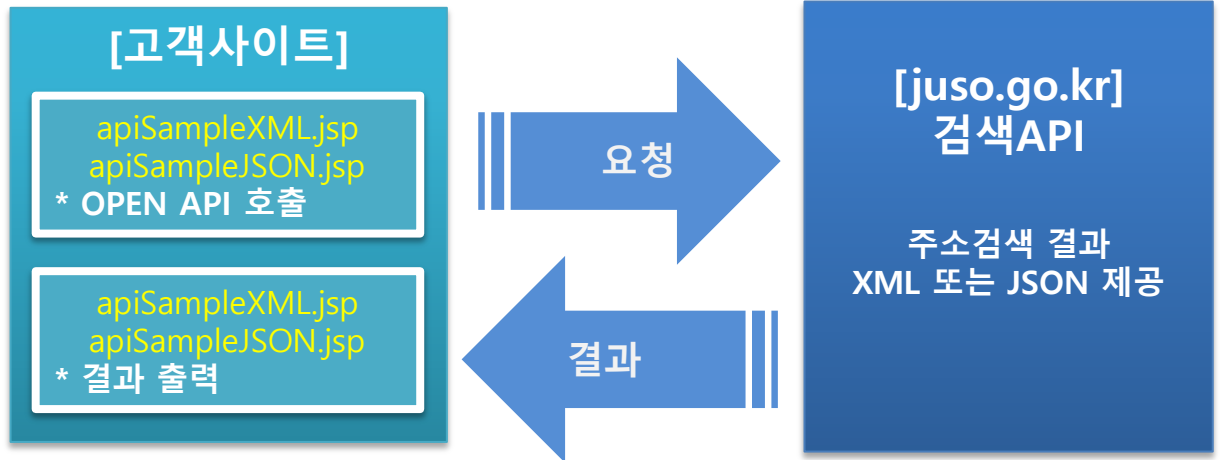 [고객사이트]
apiSampleXML.jsp
apiSampleJSON.jsp
* OPEN API 호출
apiSampleXML.jsp
apiSampleJSON.jsp
* 결과 출력
요청
결과
[juso.go.kr]
검색API
주소검색 결과
XML 또는 JSON 제공